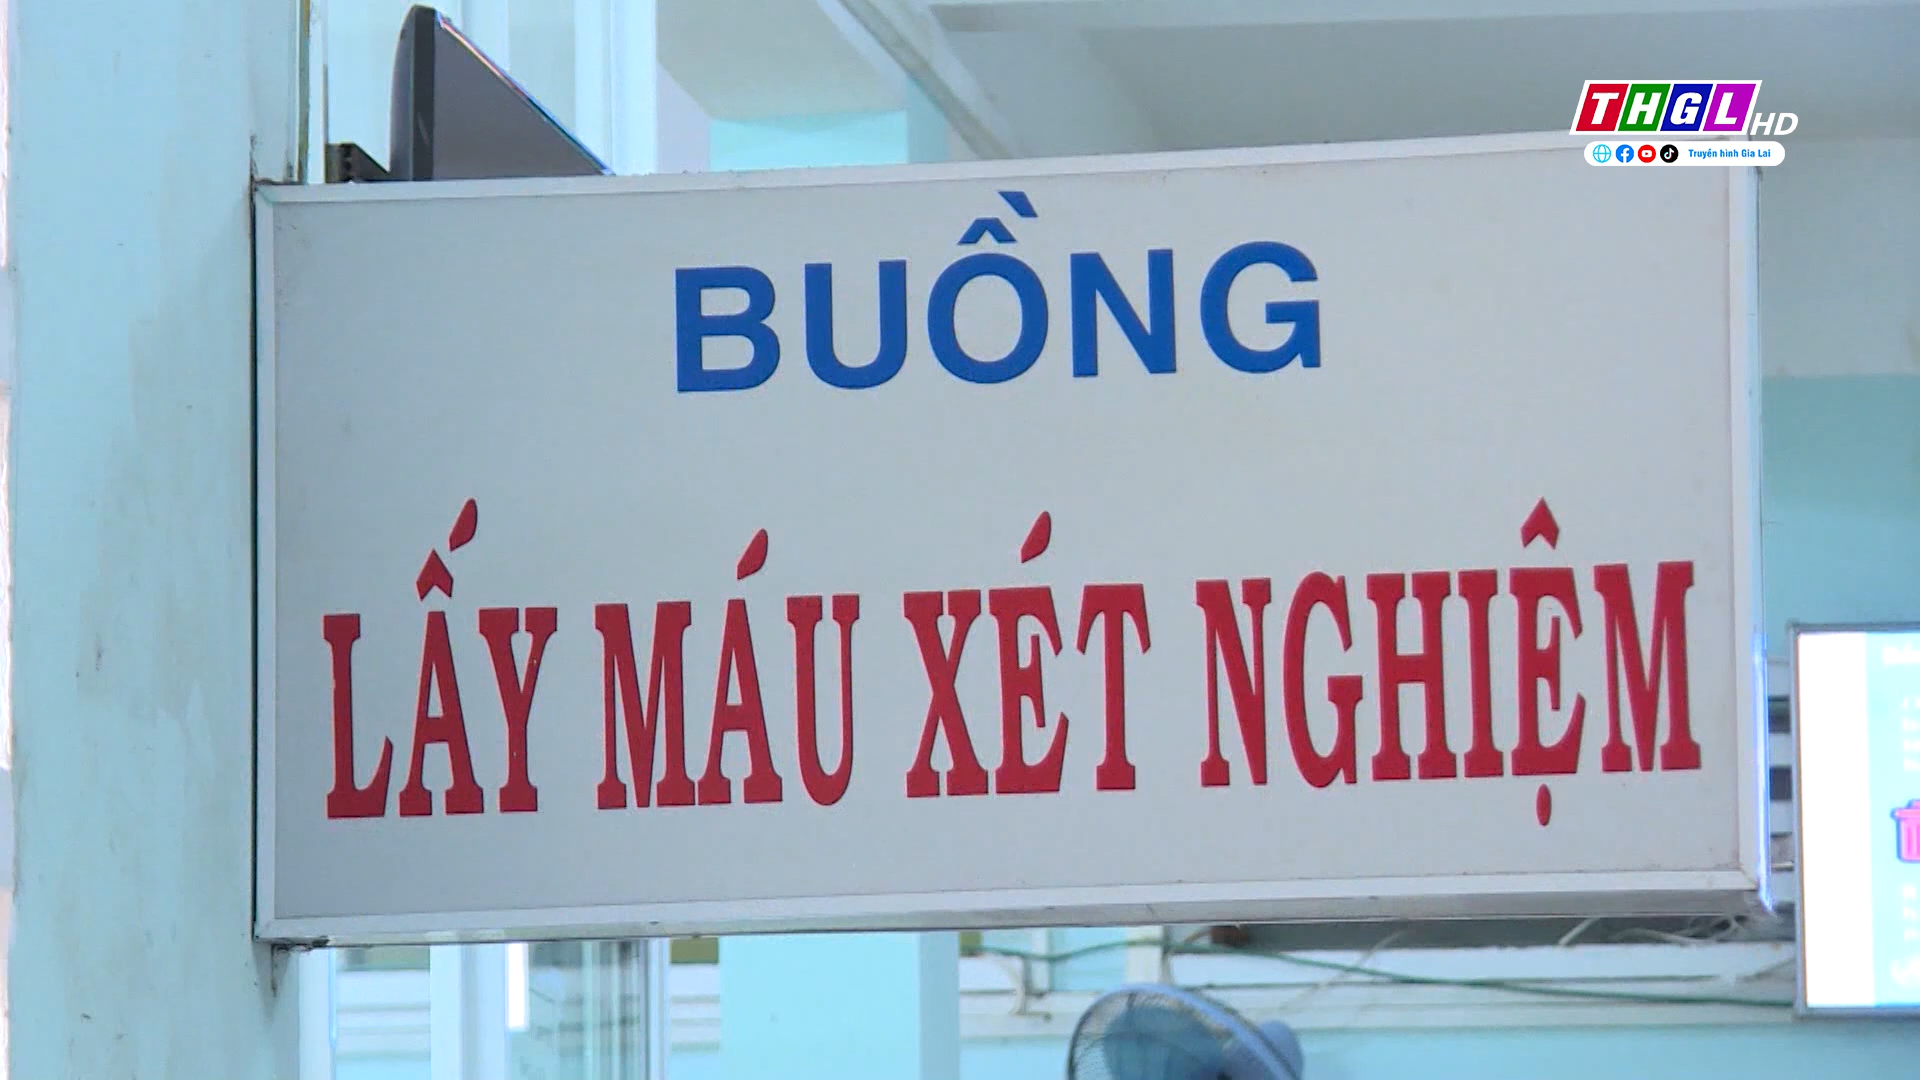 THGL HD
Truyền hình Gia Lai
BUỒNG
LẤY MÁU XÉT NGHIỆM